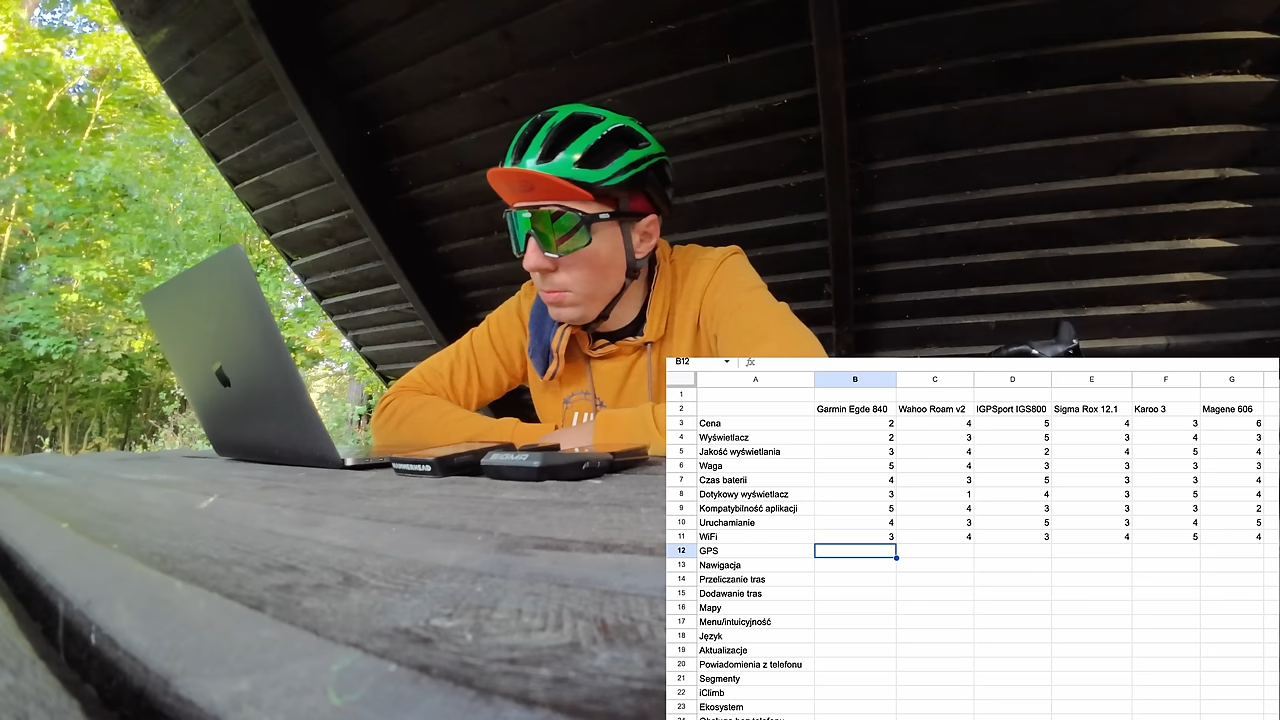 HAMMERHEAD
SIGMA
B12 fx
A B C D E F G
1
2 Garmin Egde 840 Wahoo Roam v2 IGPSport IGS800 Sigma Rox 12.1 Karoo 3 Magene 606
3 Cena 2 4 5 4 3 6
4 Wyświetlacz 2 3 5 3 4 3
5 Jakość wyświetlania 3 4 2 4 5 4
6 Waga 5 4 3 3 3 3
7 Czas baterii 4 3 5 3 3 4
8 Dotykowy wyświetlacz 3 1 4 3 5 4
9 Kompatybilność aplikacji 5 4 3 3 3 2
10 Uruchamianie 4 3 5 3 4 5
11 WiFi 3 4 3 4 5 4
12 GPS
13 Nawigacja
14 Przeliczanie tras
15 Dodawanie tras
16 Mapy
17 Menu/intuicyjność
18 Język
19 Aktualizacje
20 Powiadomienia z telefonu
21 Segmenty
22 iClimb
23 Ekosystem